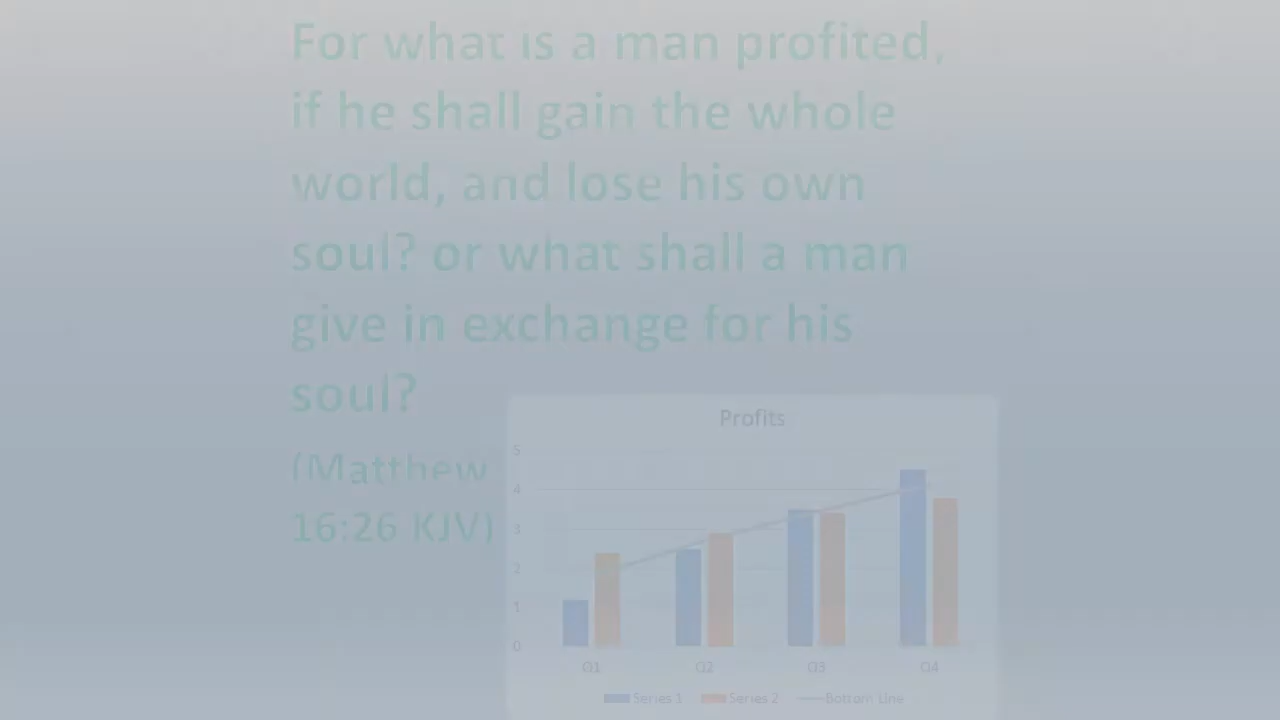 For what is a man profited,
if he shall gain the whole
world, and lose his own
soul? or what shall a man
give in exchange for his
soul?
(Matthew
16:26 KJV)
Profits
5
4
3
2
1
0
Q1 Q2 Q3 Q4
Series 1 Series 2 Bottom Line